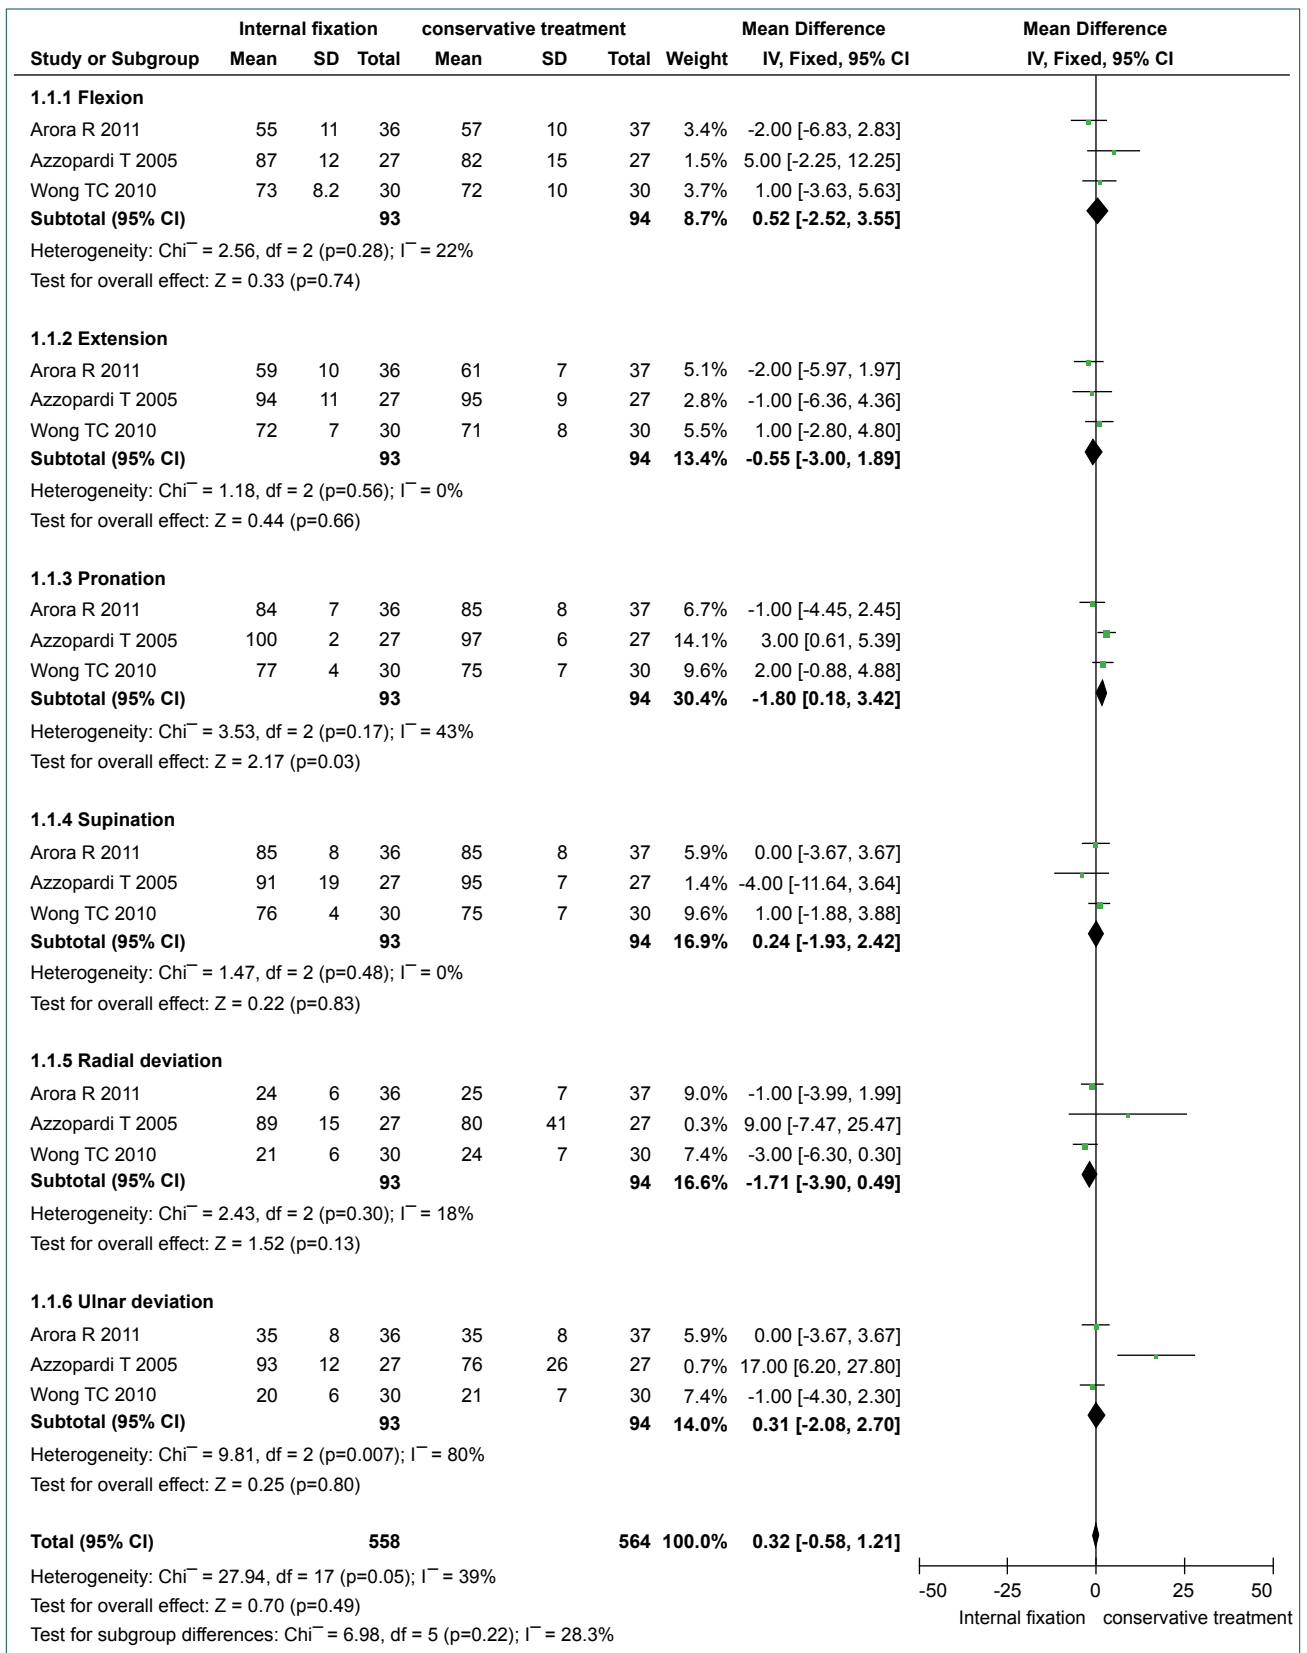 Internal fixation conservative treatment Mean Difference Mean Difference
Study or Subgroup Mean SD Total Mean SD Total Weight IV, Fixed, 95% CI IV, Fixed, 95% CI
1.1.1 Flexion
Arora R 2011 55 11 36 57 10 37 3.4% -2.00 [-6.83, 2.83]
Azzopardi T 2005 87 12 27 82 15 27 1.5% 5.00 [-2.25, 12.25]
Wong TC 2010 73 8.2 30 72 10 30 3.7% 1.00 [-3.63, 5.63]
Subtotal (95% CI) 93 94 8.7% 0.52 [-2.52, 3.55]
Heterogeneity: Chi¯ = 2.56, df = 2 (p=0.28); I¯ = 22%
Test for overall effect: Z = 0.33 (p=0.74)
1.1.2 Extension
Arora R 2011 59 10 36 61 7 37 5.1% -2.00 [-5.97, 1.97]
Azzopardi T 2005 94 11 27 95 9 27 2.8% -1.00 [-6.36, 4.36]
Wong TC 2010 72 7 30 71 8 30 5.5% 1.00 [-2.80, 4.80]
Subtotal (95% CI) 93 94 13.4% -0.55 [-3.00, 1.89]
Heterogeneity: Chi¯ = 1.18, df = 2 (p=0.56); I¯ = 0%
Test for overall effect: Z = 0.44 (p=0.66)
1.1.3 Pronation
Arora R 2011 84 7 36 85 8 37 6.7% -1.00 [-4.45, 2.45]
Azzopardi T 2005 100 2 27 97 6 27 14.1% 3.00 [0.61, 5.39]
Wong TC 2010 77 4 30 75 7 30 9.6% 2.00 [-0.88, 4.88]
Subtotal (95% CI) 93 94 30.4% -1.80 [0.18, 3.42]
Heterogeneity: Chi¯ = 3.53, df = 2 (p=0.17); I¯ = 43%
Test for overall effect: Z = 2.17 (p=0.03)
1.1.4 Supination
Arora R 2011 85 8 36 85 8 37 5.9% 0.00 [-3.67, 3.67]
Azzopardi T 2005 91 19 27 95 7 27 1.4% -4.00 [-11.64, 3.64]
Wong TC 2010 76 4 30 75 7 30 9.6% 1.00 [-1.88, 3.88]
Subtotal (95% CI) 93 94 16.9% 0.24 [-1.93, 2.42]
Heterogeneity: Chi¯ = 1.47, df = 2 (p=0.48); I¯ = 0%
Test for overall effect: Z = 0.22 (p=0.83)
1.1.5 Radial deviation
Arora R 2011 24 6 36 25 7 37 9.0% -1.00 [-3.99, 1.99]
Azzopardi T 2005 89 15 27 80 41 27 0.3% 9.00 [-7.47, 25.47]
Wong TC 2010 21 6 30 24 7 30 7.4% -3.00 [-6.30, 0.30]
Subtotal (95% CI) 93 94 16.6% -1.71 [-3.90, 0.49]
Heterogeneity: Chi¯ = 2.43, df = 2 (p=0.30); I¯ = 18%
Test for overall effect: Z = 1.52 (p=0.13)
1.1.6 Ulnar deviation
Arora R 2011 35 8 36 35 8 37 5.9% 0.00 [-3.67, 3.67]
Azzopardi T 2005 93 12 27 76 26 27 0.7% 17.00 [6.20, 27.80]
Wong TC 2010 20 6 30 21 7 30 7.4% -1.00 [-4.30, 2.30]
Subtotal (95% CI) 93 94 14.0% 0.31 [-2.08, 2.70]
Heterogeneity: Chi¯ = 9.81, df = 2 (p=0.007); I¯ = 80%
Test for overall effect: Z = 0.25 (p=0.80)
Total (95% CI) 558 564 100.0% 0.32 [-0.58, 1.21]
Heterogeneity: Chi¯ = 27.94, df = 17 (p=0.05); I¯ = 39%
Test for overall effect: Z = 0.70 (p=0.49)
Test for subgroup differences: Chi¯ = 6.98, df = 5 (p=0.22); I¯ = 28.3%
-50 -25 0 25 50
Internal fixation conservative treatment